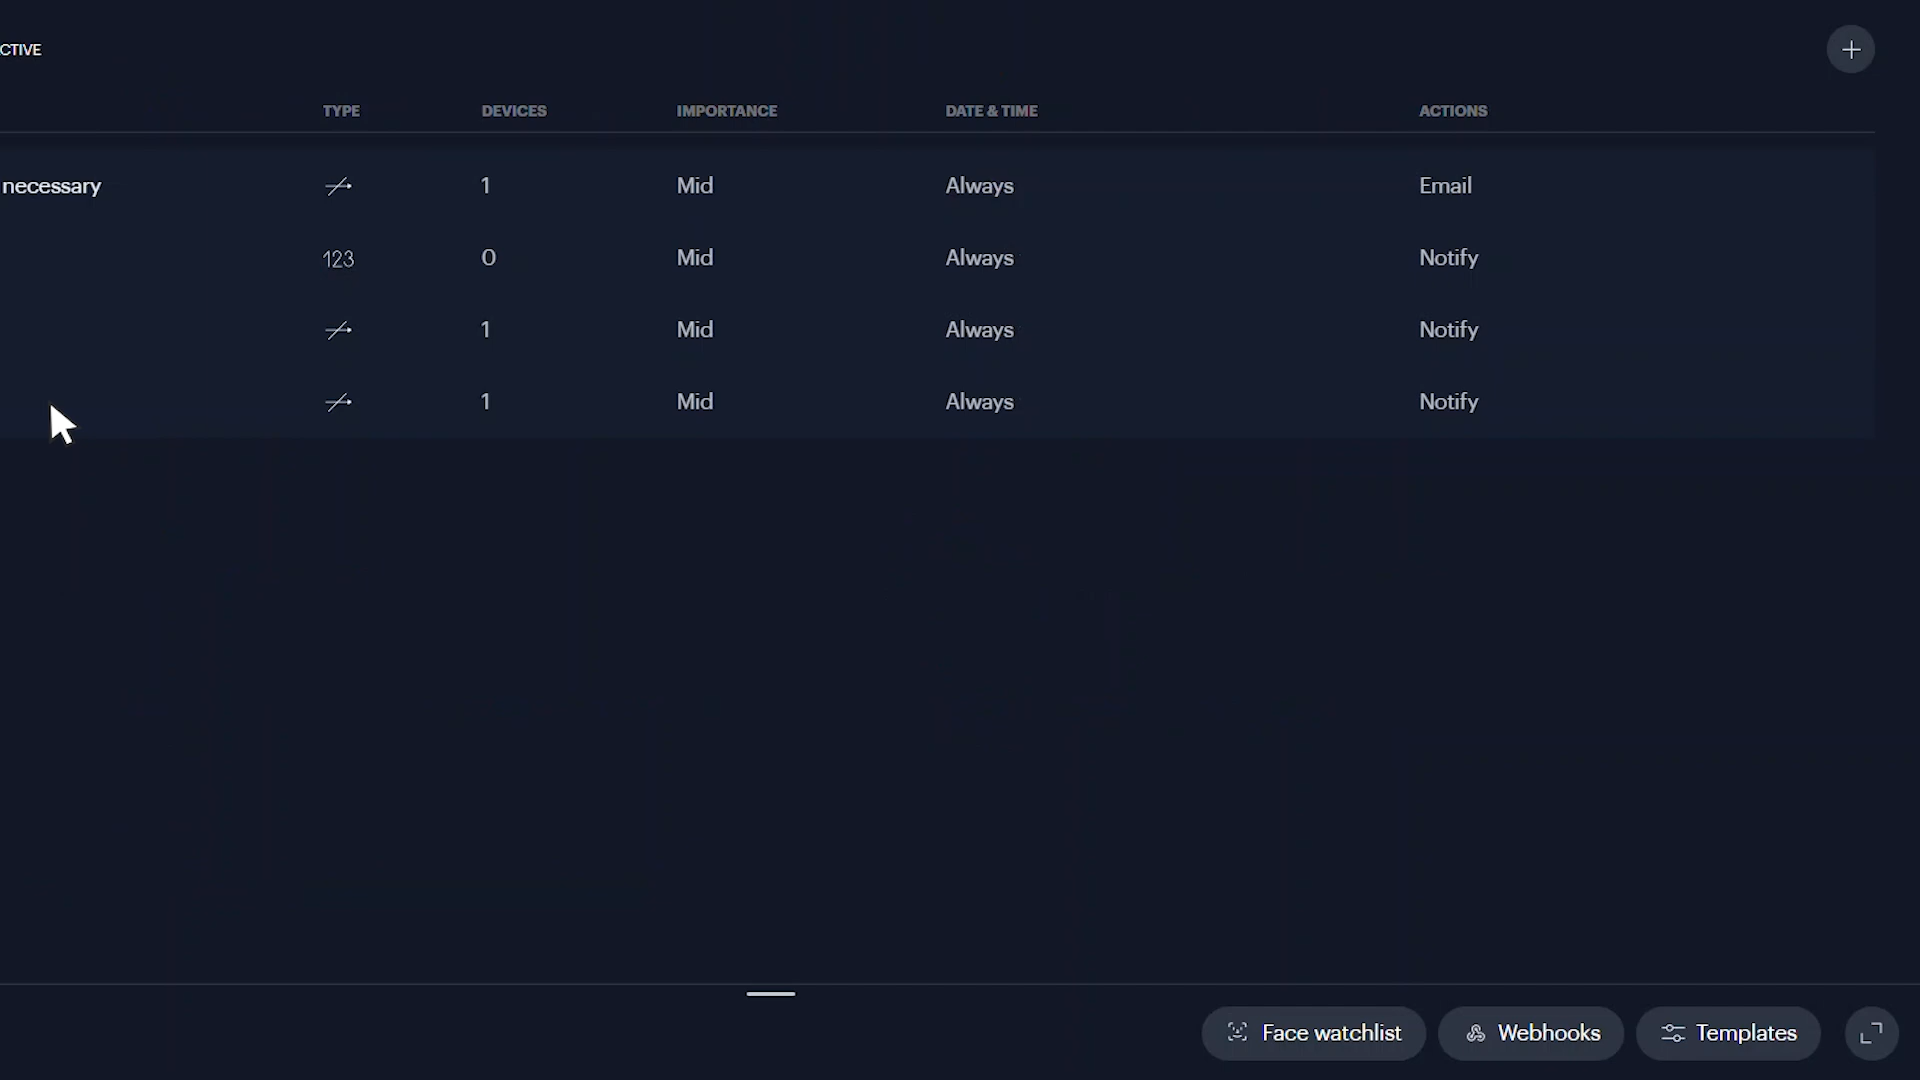 CTIVE
TYPE DEVICES IMPORTANCE DATE & TIME ACTIONS
necessary 1 Mid Always Email
123 0 Mid Always Notify
1 Mid Always Notify
1 Mid Always Notify
Face watchlist Webhooks Templates